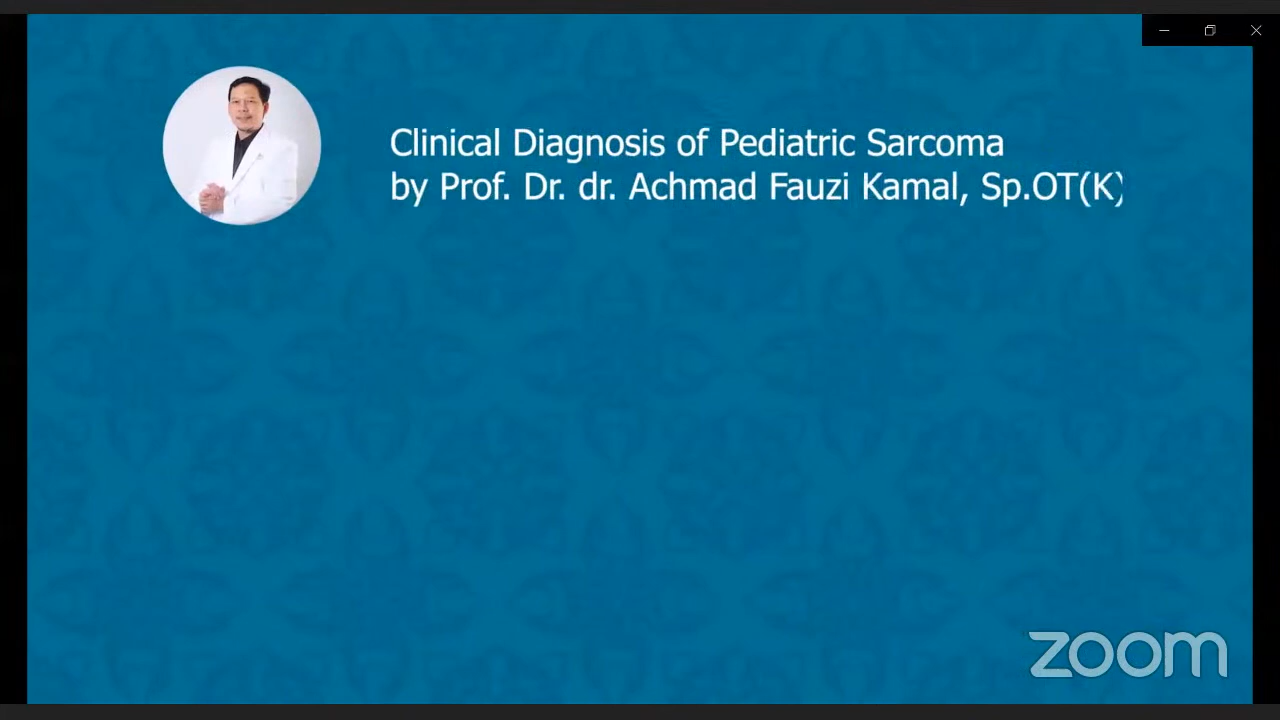 Clinical Diagnosis of Pediatric Sarcoma
by Prof. Dr. dr. Achmad Fauzi Kamal, Sp.OT(K)
zoom